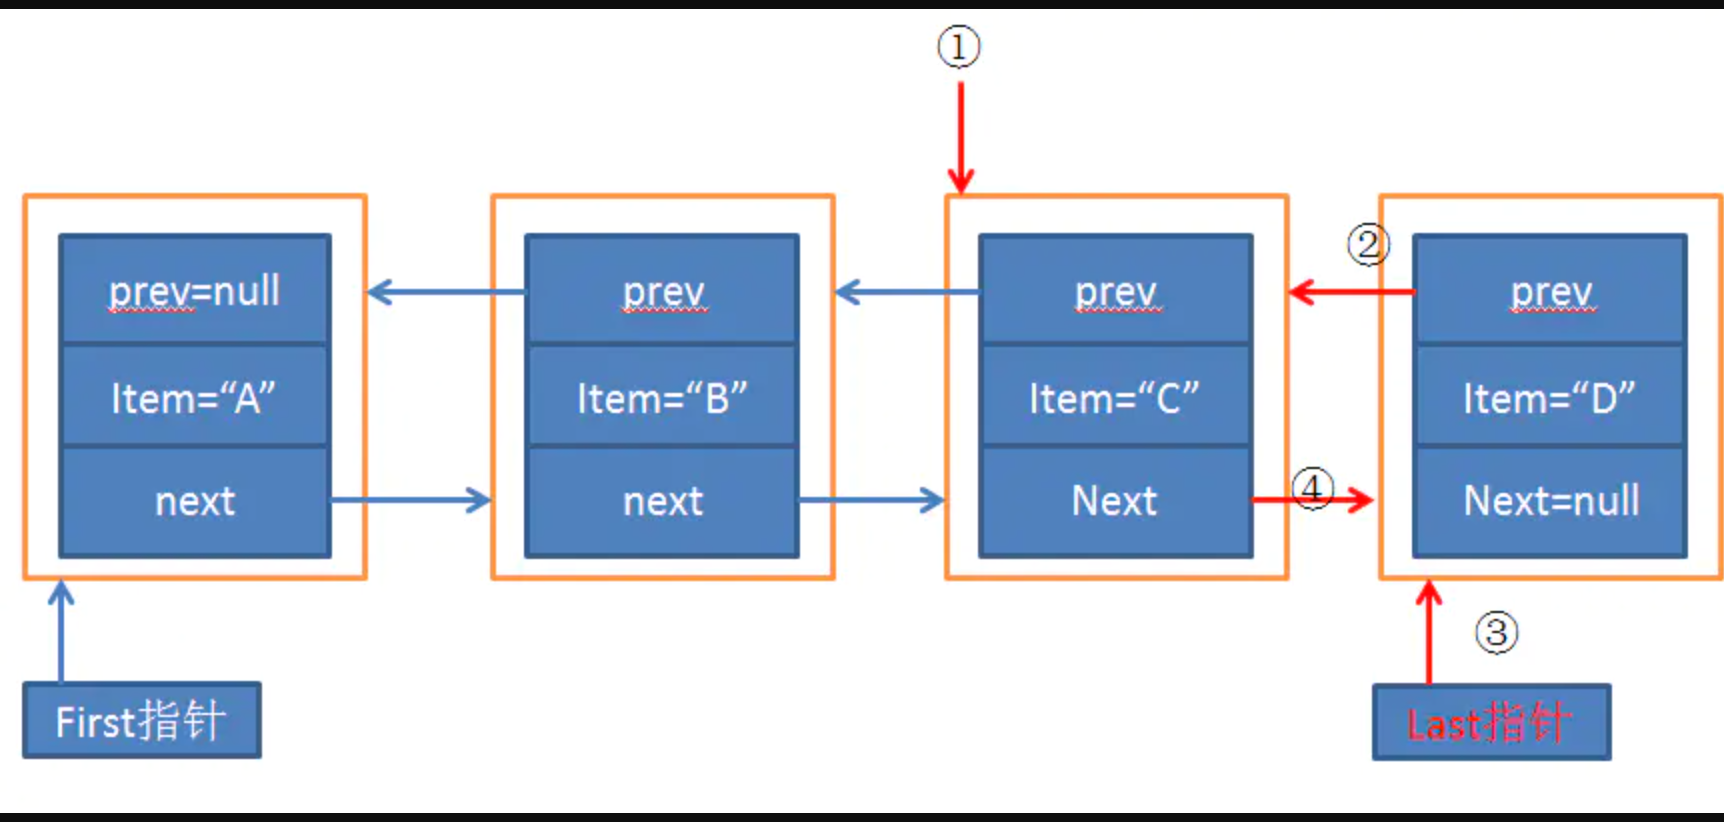 ①
②
prev=null
prev
prev
prev
Item=“A”
Item=“B”
Item=“C”
Item=“D”
next
next
Next
④
Next=null
③
First指针
Last指针